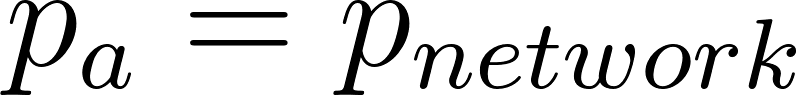 p_a = p_{network}